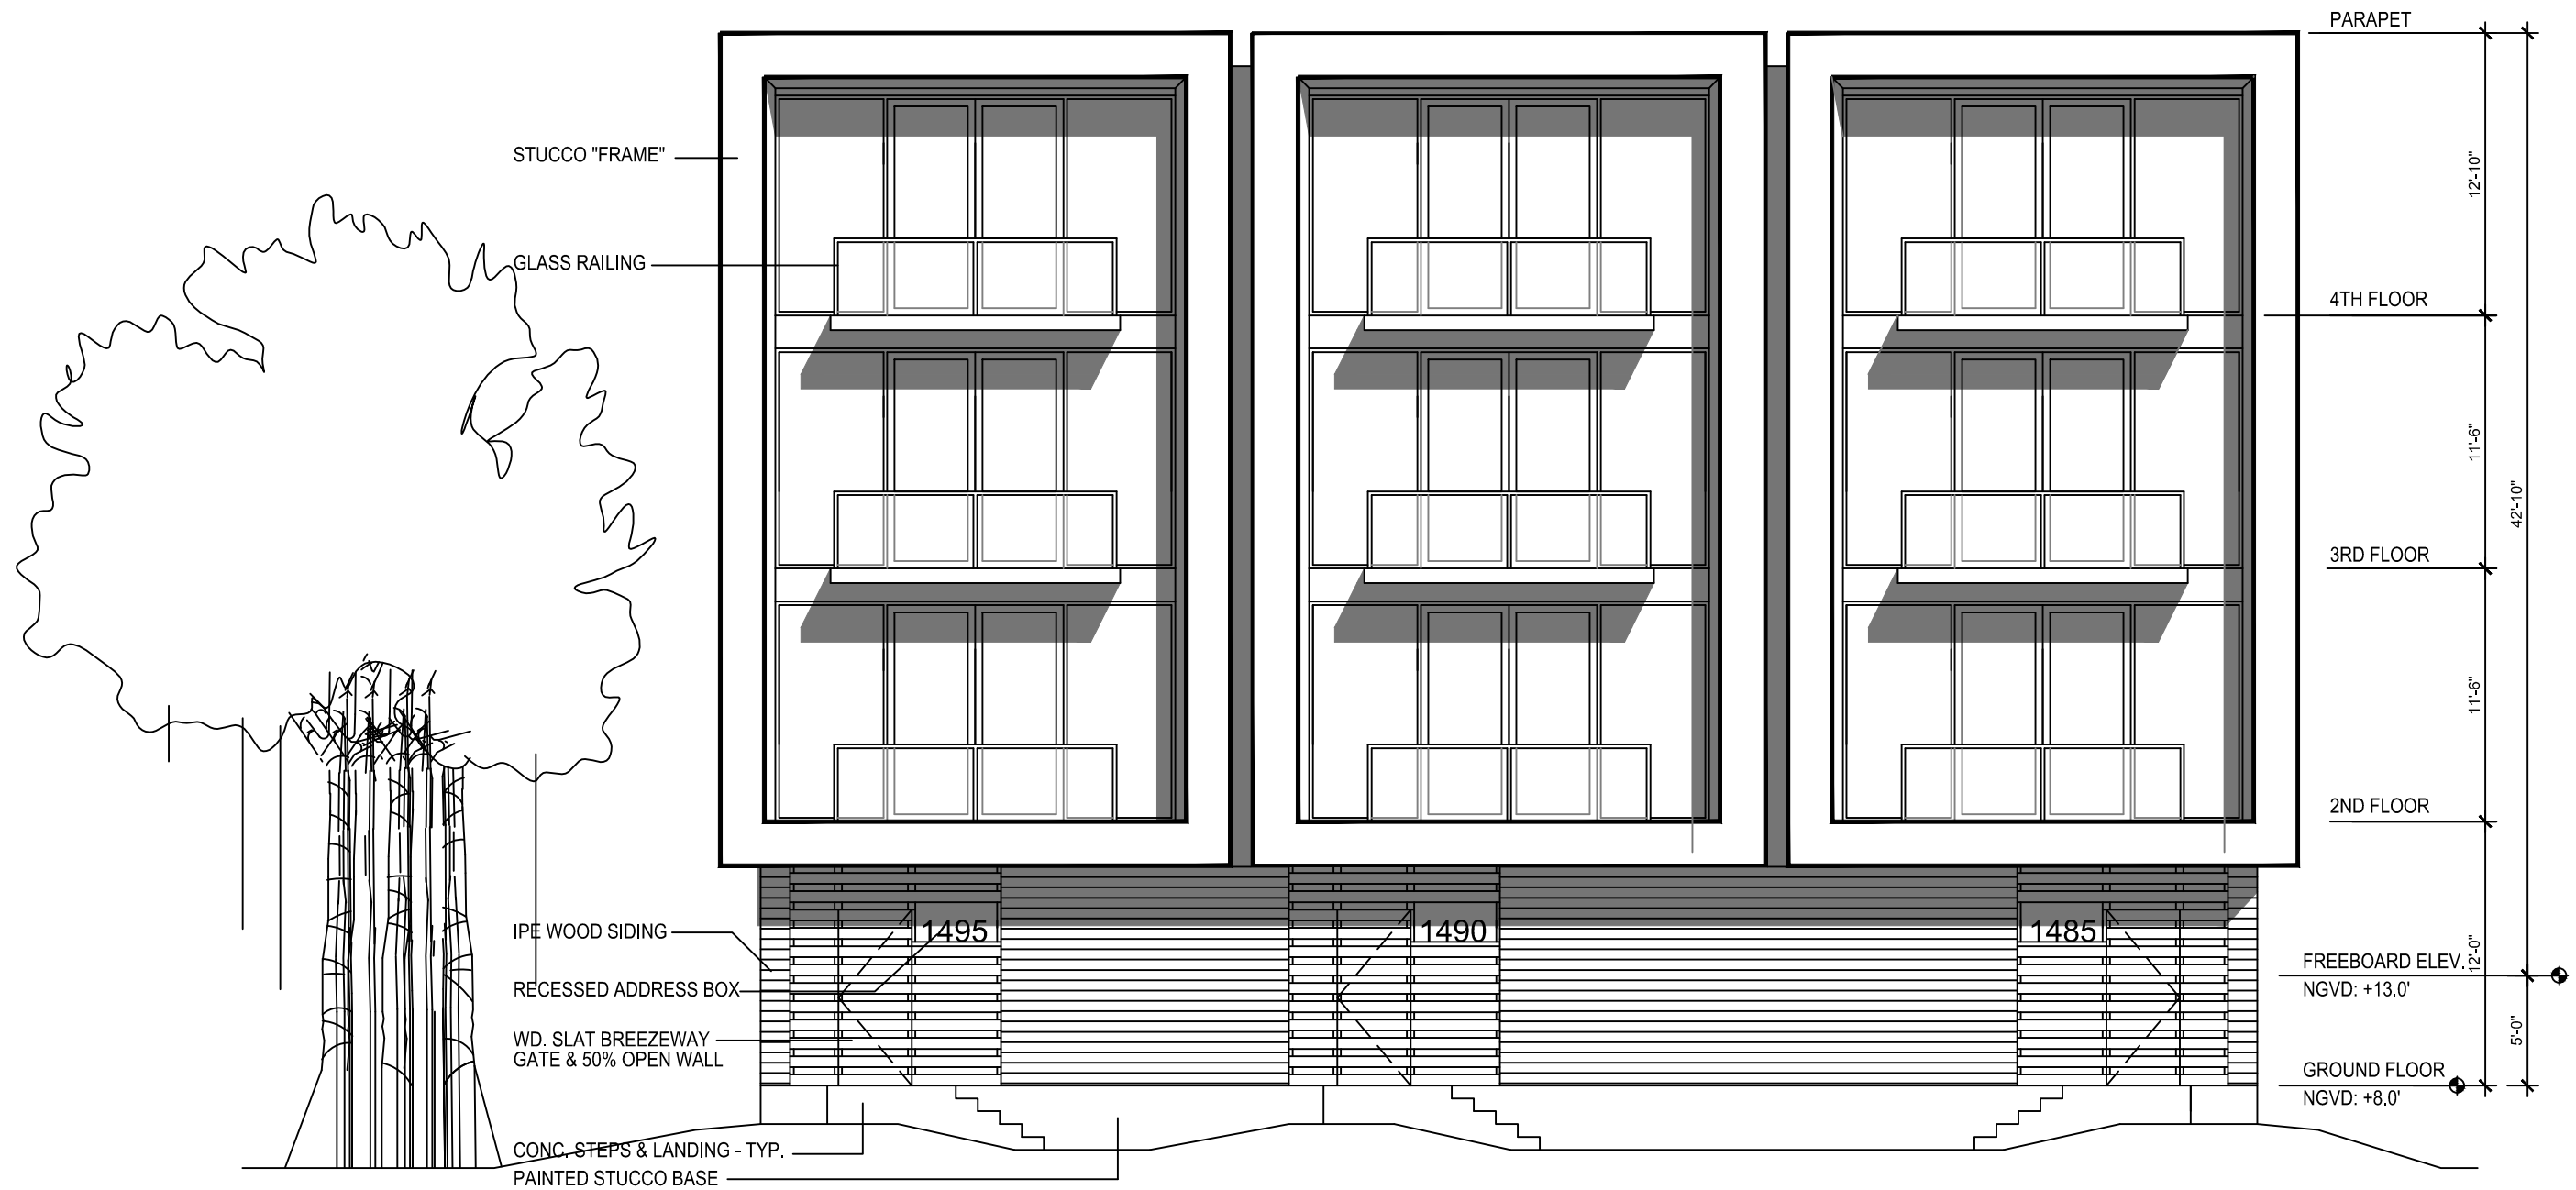 PARAPET
STUCCO "FRAME"
12'-10"
GLASS RAILING
4TH FLOOR
11'-6"
42'-10"
3RD FLOOR
11'-6"
2ND FLOOR
IPE WOOD SIDING
1495
1490
1485
12'-0"
FREEBOARD ELEV.
NGVD: +13.0'
RECESSED ADDRESS BOX
WD. SLAT BREEZEWAY
GATE & 50% OPEN WALL
5'-0"
GROUND FLOOR
NGVD: +8.0'
CONC. STEPS & LANDING - TYP.
PAINTED STUCCO BASE